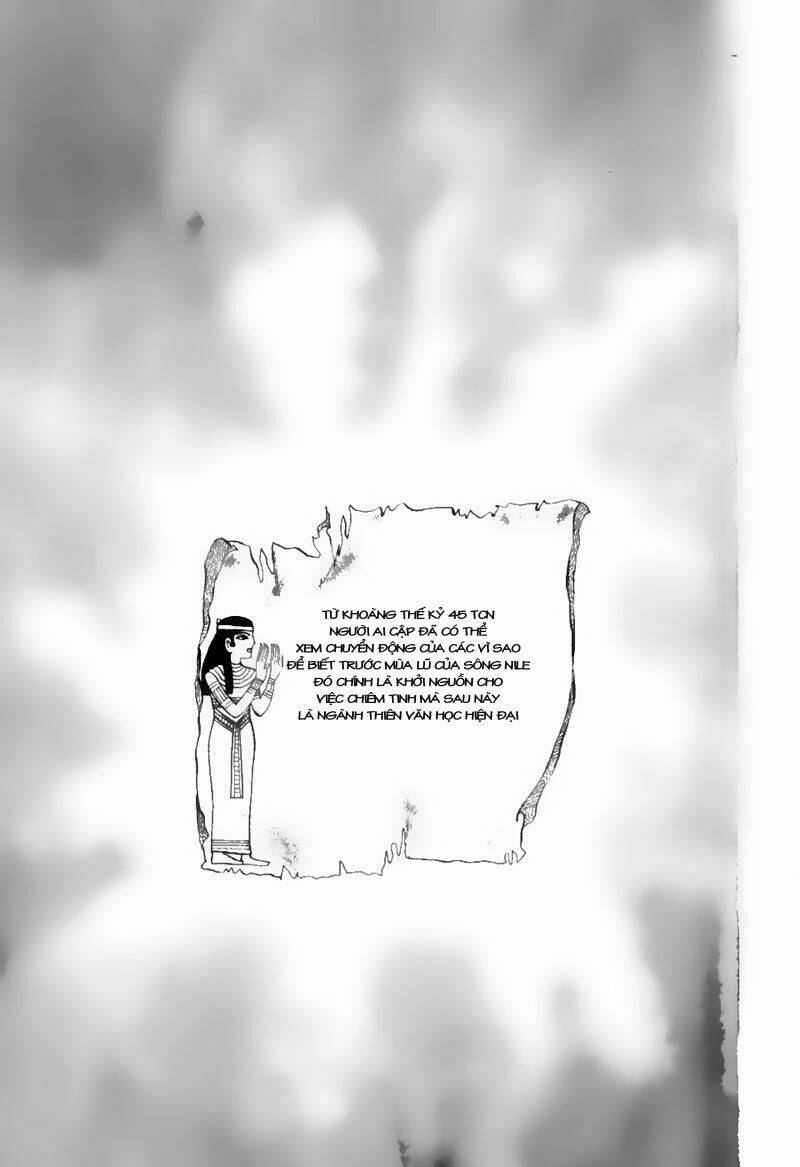 TỪ KHOẢNG THẾ KỶ 45 TCN
NGƯỜI AI CẬP ĐÃ CÓ THỂ
XEM CHUYỂN ĐỘNG CỦA CÁC VÌ SAO
ĐỂ BIẾT TRƯỚC MÙA LŨ CỦA SÔNG NILE
ĐÓ CHÍNH LÀ KHỞI NGUỒN CHO
VIỆC CHIÊM TINH MÀ SAU NÀY
LÀ NGÀNH THIÊN VĂN HỌC HIỆN ĐẠI